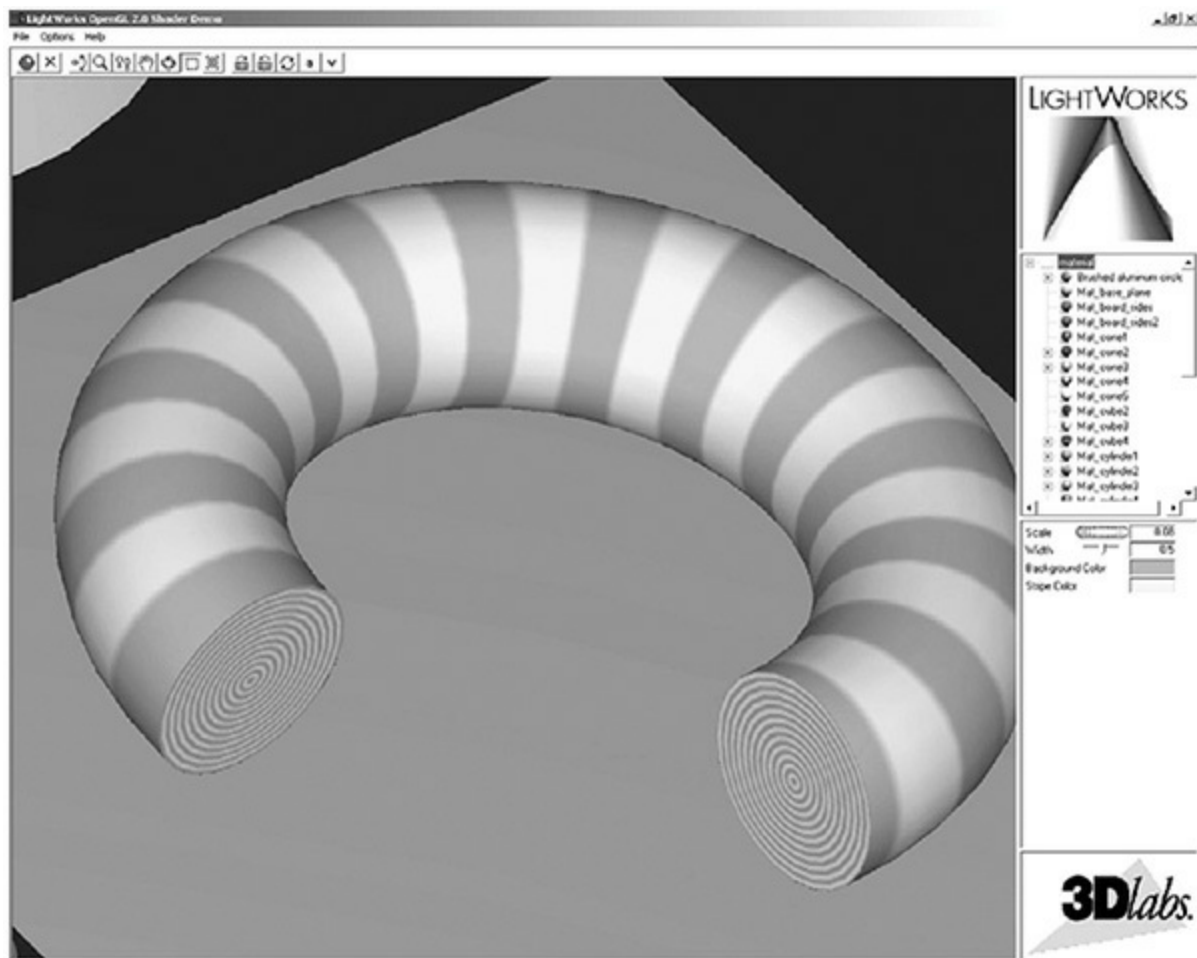 LightWorks OpenGL 2.0 Shader Demo
File Options Help
LIGHTWORKS
material
Brushed aluminum circle
Mat_base_plane
Mat_board_sides
Mat_board_sides2
Mat_cone1
Mat_cone2
Mat_cone3
Mat_cone4
Mat_cone5
Mat_cube2
Mat_cube3
Mat_cube4
Mat_cylinder1
Mat_cylinder2
Mat_cylinder3
Scale
Width 0.5
Background Color
Stripe Color
3Dlabs.